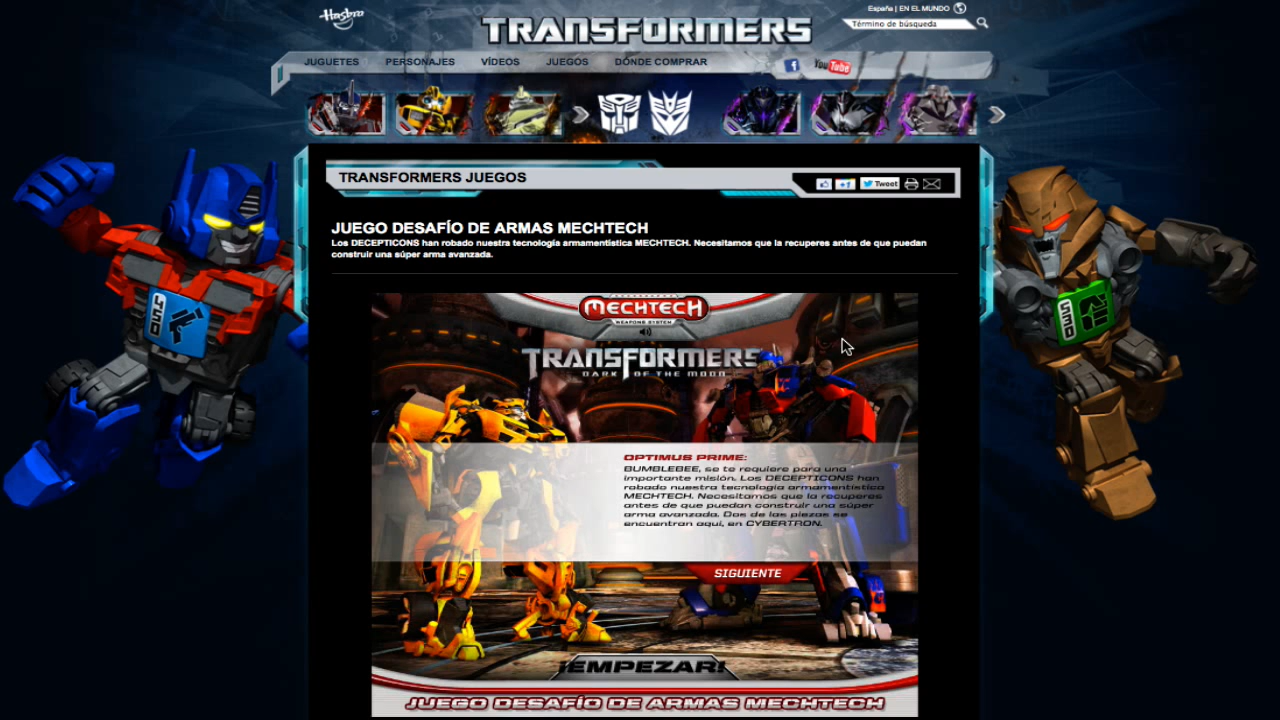 Hasbro
España | EN EL MUNDO
TRANSFORMERS
Término de búsqueda
JUGUETES PERSONAJES VÍDEOS JUEGOS DÓNDE COMPRAR
f You Tube
TRANSFORMERS JUEGOS
+1 Tweet
JUEGO DESAFÍO DE ARMAS MECHTECH
Los DECEPTICONS han robado nuestra tecnología armamentística MECHTECH. Necesitamos que la recuperes antes de que puedan
construir una súper arma avanzada.
MECHTECH
WEAPONS SYSTEM
TRANSFORMERS
DARK OF THE MOON
OPTIMUS PRIME:
BUMBLEBEE, se te requiere para una
importante misión. Los DECEPTICONS han
robado nuestra tecnología armamentística
MECHTECH. Necesitamos que la recuperes
antes de que puedan construir una súper
arma avanzada. Dos de las piezas se
encuentran aquí, en CYBERTRON.
SIGUIENTE
¡EMPEZAR!
JUEGO DESAFÍO DE ARMAS MECHTECH